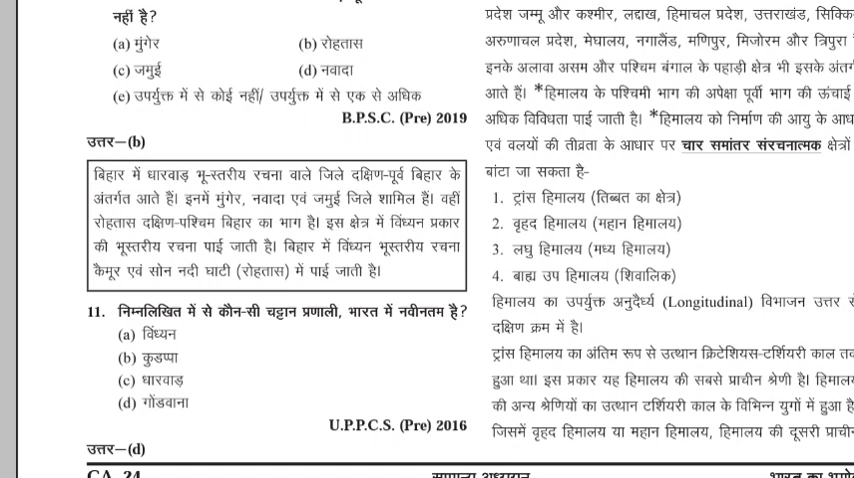 नहीं है?
(a) मुंगेर (b) रोहतास
(c) जमुई (d) नवादा
(e) उपर्युक्त में से कोई नहीं/ उपर्युक्त में से एक से अधिक
B.P.S.C. (Pre) 2019
उत्तर—(b)
बिहार में धारवाड़ भू-स्तरीय रचना वाले जिले दक्षिण-पूर्व बिहार के
अंतर्गत आते हैं। इनमें मुंगेर, नवादा एवं जमुई जिले शामिल हैं। वहीं
रोहतास दक्षिण-पश्चिम बिहार का भाग है। इस क्षेत्र में विंध्यन प्रकार
की भूस्तरीय रचना पाई जाती है। बिहार में विंध्यन भूस्तरीय रचना
कैमूर एवं सोन नदी घाटी (रोहतास) में पाई जाती है।
11. निम्नलिखित में से कौन-सी चट्टान प्रणाली, भारत में नवीनतम है?
(a) विंध्यन
(b) कुडप्पा
(c) धारवाड़
(d) गोंडवाना
U.P.P.C.S. (Pre) 2016
उत्तर—(d)
प्रदेश जम्मू और कश्मीर, लद्दाख, हिमाचल प्रदेश, उत्तराखंड, सिक्कि
अरुणाचल प्रदेश, मेघालय, नगालैंड, मणिपुर, मिजोरम और त्रिपुरा
इनके अलावा असम और पश्चिम बंगाल के पहाड़ी क्षेत्र भी इसके अंतर्ग
आते हैं। *हिमालय के पश्चिमी भाग की अपेक्षा पूर्वी भाग की ऊंचाई
अधिक विविधता पाई जाती है। *हिमालय को निर्माण की आयु के आध
एवं वलयों की तीव्रता के आधार पर चार समांतर संरचनात्मक क्षेत्रों
बांटा जा सकता है-
1. ट्रांस हिमालय (तिब्बत का क्षेत्र)
2. वृहद हिमालय (महान हिमालय)
3. लघु हिमालय (मध्य हिमालय)
4. बाह्य उप हिमालय (शिवालिक)
हिमालय का उपर्युक्त अनुदैर्ध्य (Longitudinal) विभाजन उत्तर से
दक्षिण क्रम में है।
ट्रांस हिमालय का अंतिम रूप से उत्थान क्रिटेशियस-टर्शियरी काल तक
हुआ था। इस प्रकार यह हिमालय की सबसे प्राचीन श्रेणी है। हिमालय
की अन्य श्रेणियों का उत्थान टर्शियरी काल के विभिन्न युगों में हुआ है
जिसमें वृहद हिमालय या महान हिमालय, हिमालय की दूसरी प्राचीन
GA–24 सामान्य अध्ययन